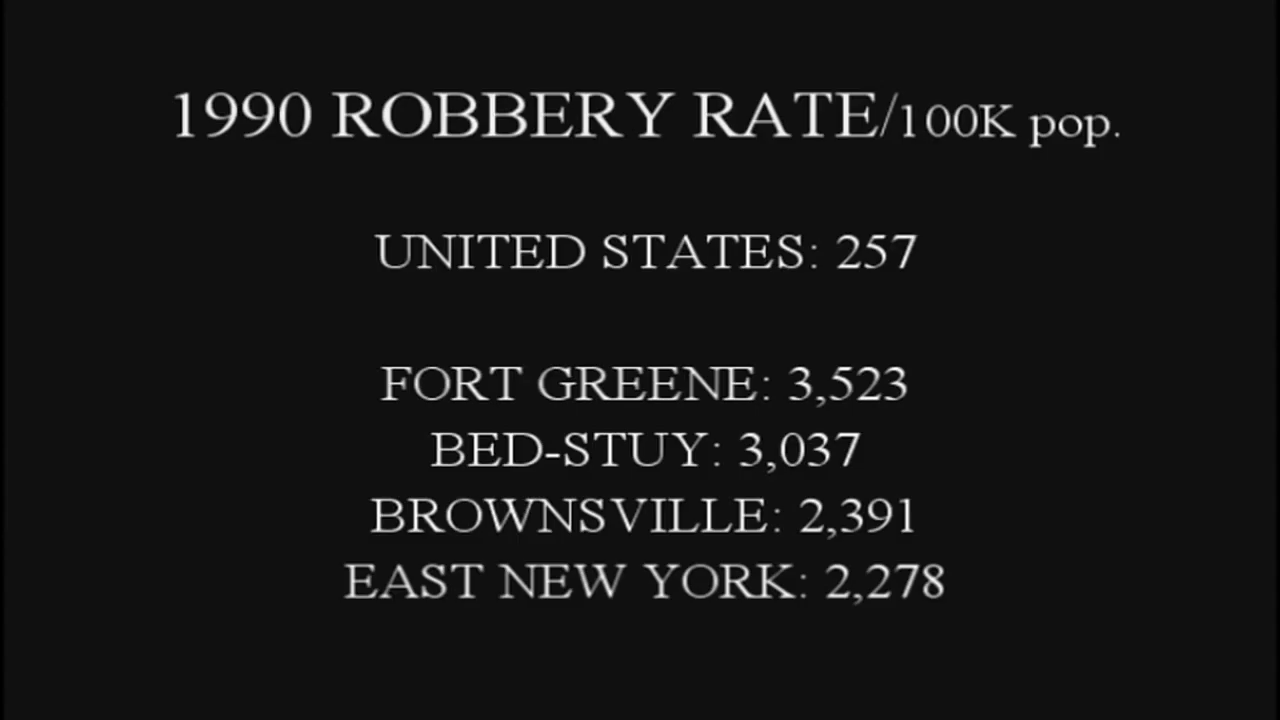 1990 ROBBERY RATE/100K pop.
UNITED STATES: 257
FORT GREENE: 3,523
BED-STUY: 3,037
BROWNSVILLE: 2,391
EAST NEW YORK: 2,278